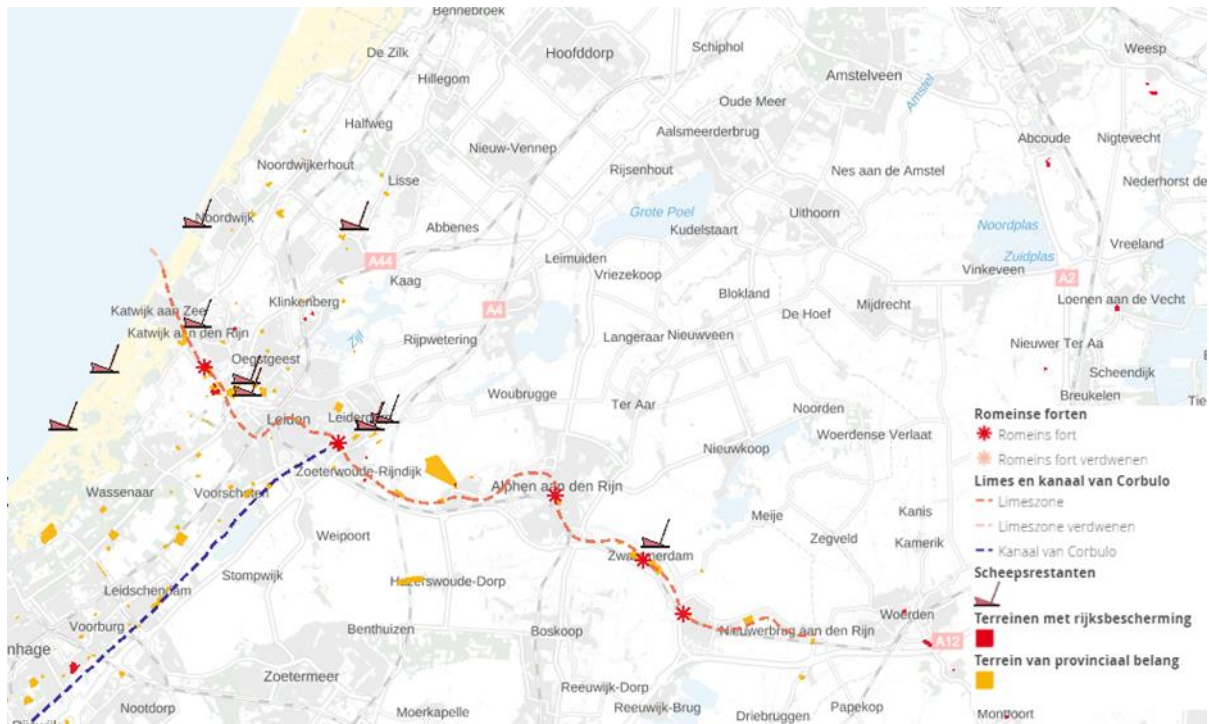 Bennebroek
De Zilk
Hoofddorp
Schiphol
Weesp
Hillegom
Amstelveen
Amstel
Oude Meer
Halfweg
Aalsmeerderbrug
Abcoude
Nigtevecht
Nieuw-Vennep
Noordwijkerhout
Rijsenhout
Nes aan de Amstel
Lisse
Nederhorst de
Noordwijk
Grote Poel
Uithoorn
Abbenes
Kudelstaart
Noordplas
Vreeland
A44
Leimuiden
Zuidplas
Kaag
Vriezekoop
Vinkeveen
A2
Klinkenberg
Blokland
Loenen aan de Vecht
Katwijk aan Zee
A4
De Hoef
Mijdrecht
Katwijk aan den Rijn
Zijl
Rijpwetering
Langeraar
Nieuwveen
Nieuwer Ter Aa
Oegstgeest
Scheendijk
Woubrugge
Breukelen
Tie
Ter Aar
Noorden
Leiden
Leiderdorp
Woerdense Verlaat
Nieuwkoop
Zoeterwoude-Rijndijk
Wassenaar
Voorschoten
Alphen aan den Rijn
Meije
Kanis
Weipoort
Zegveld
Kamerik
Zwammerdam
Stompwijk
Hazerswoude-Dorp
Leidschendam
Woerden
Voorburg
Benthuizen
Boskoop
Nieuwerbrug aan den Rijn
A12
nhage
Zoetermeer
Reeuwijk-Dorp
Nootdorp
Moerkapelle
Reeuwijk-Brug
Driebruggen
Papekop
Montfoort
Romeinse forten
Romeins fort
Romeins fort verdwenen
Limes en kanaal van Corbulo
Limeszone
Limeszone verdwenen
Kanaal van Corbulo
Scheepsrestanten
Terreinen met rijksbescherming
Terrein van provinciaal belang